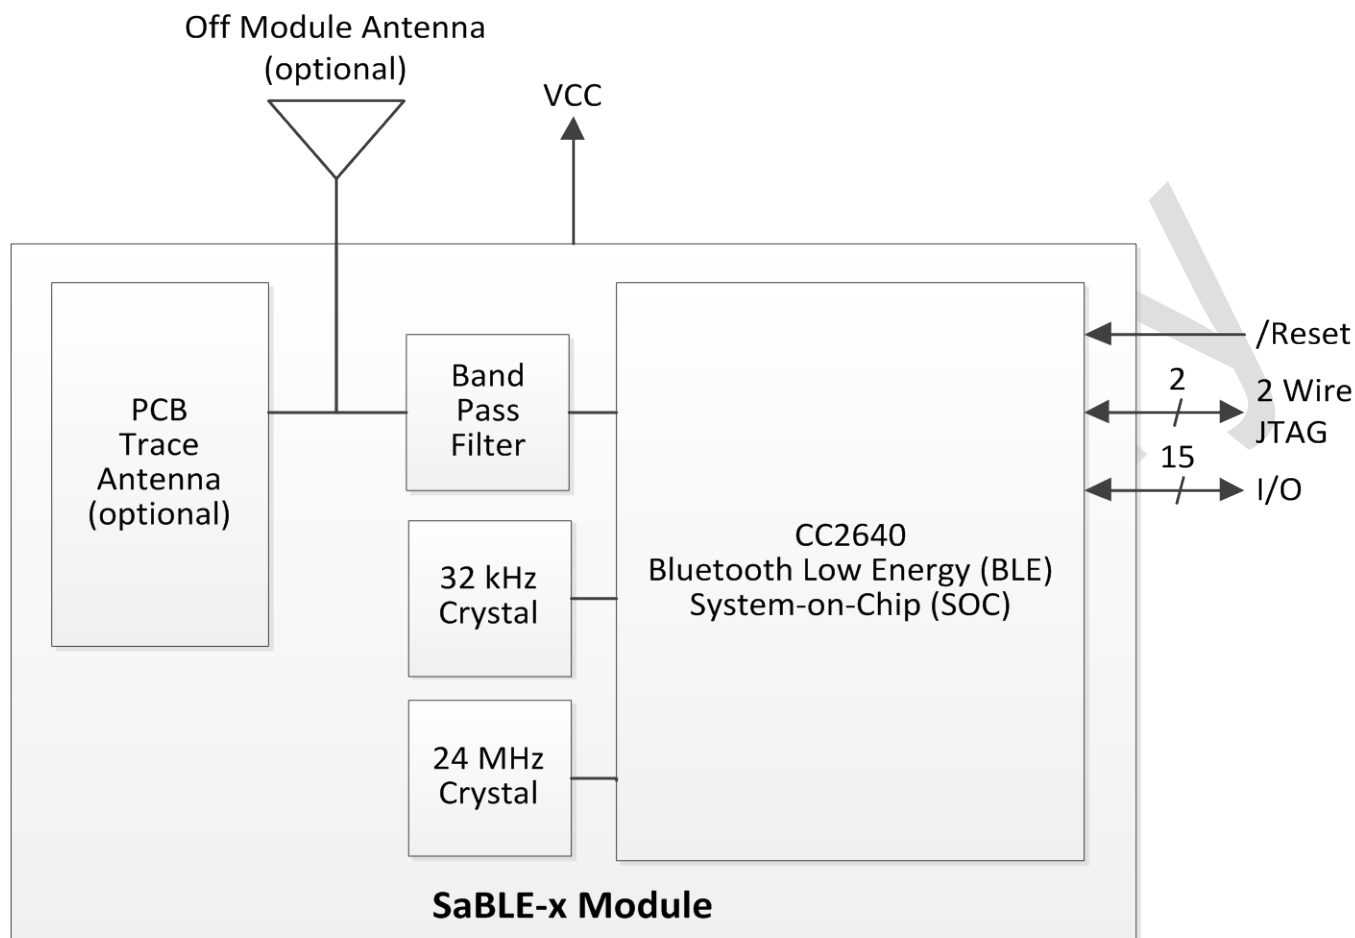 Off Module Antenna
(optional)
VCC
PCB
Trace
Antenna
(optional)
Band
Pass
Filter
32 kHz
Crystal
24 MHz
Crystal
CC2640
Bluetooth Low Energy (BLE)
System-on-Chip (SOC)
/Reset
2
2 Wire
JTAG
15
I/O
SaBLE-x Module
y